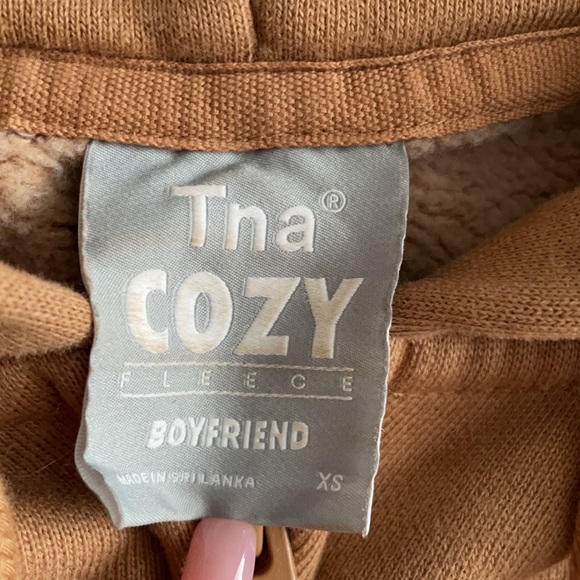 Tna®
COZY
FLEECE
BOYFRIEND
MADE IN SRI LANKA XS